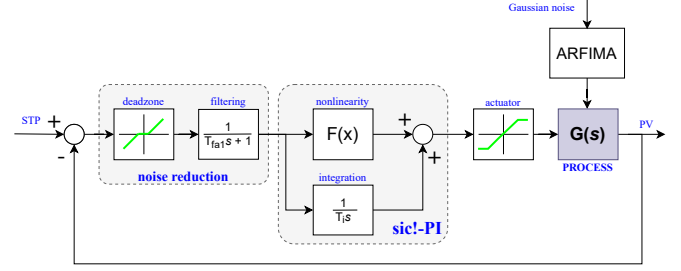 Gaussian noise
ARFIMA
deadzone
filtering
nonlinearity
actuator
STP
+
-
1
T_fa1 s + 1
F(x)
+
+
G(s)
PV
PROCESS
noise reduction
integration
1
T_i s
sic!-PI